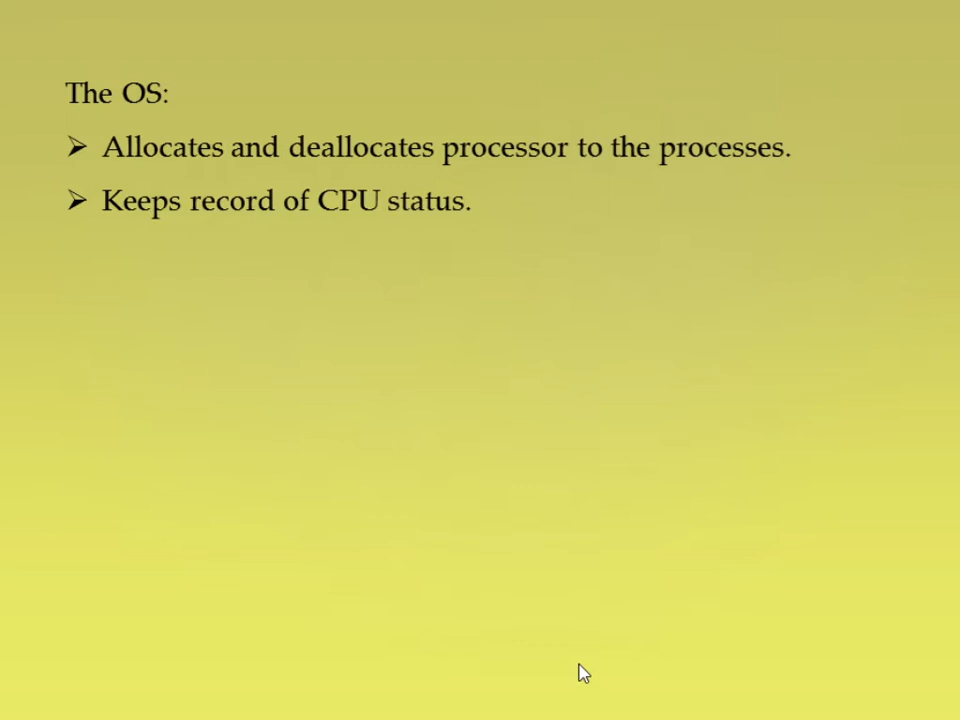 The OS:
➢ Allocates and deallocates processor to the processes.
➢ Keeps record of CPU status.